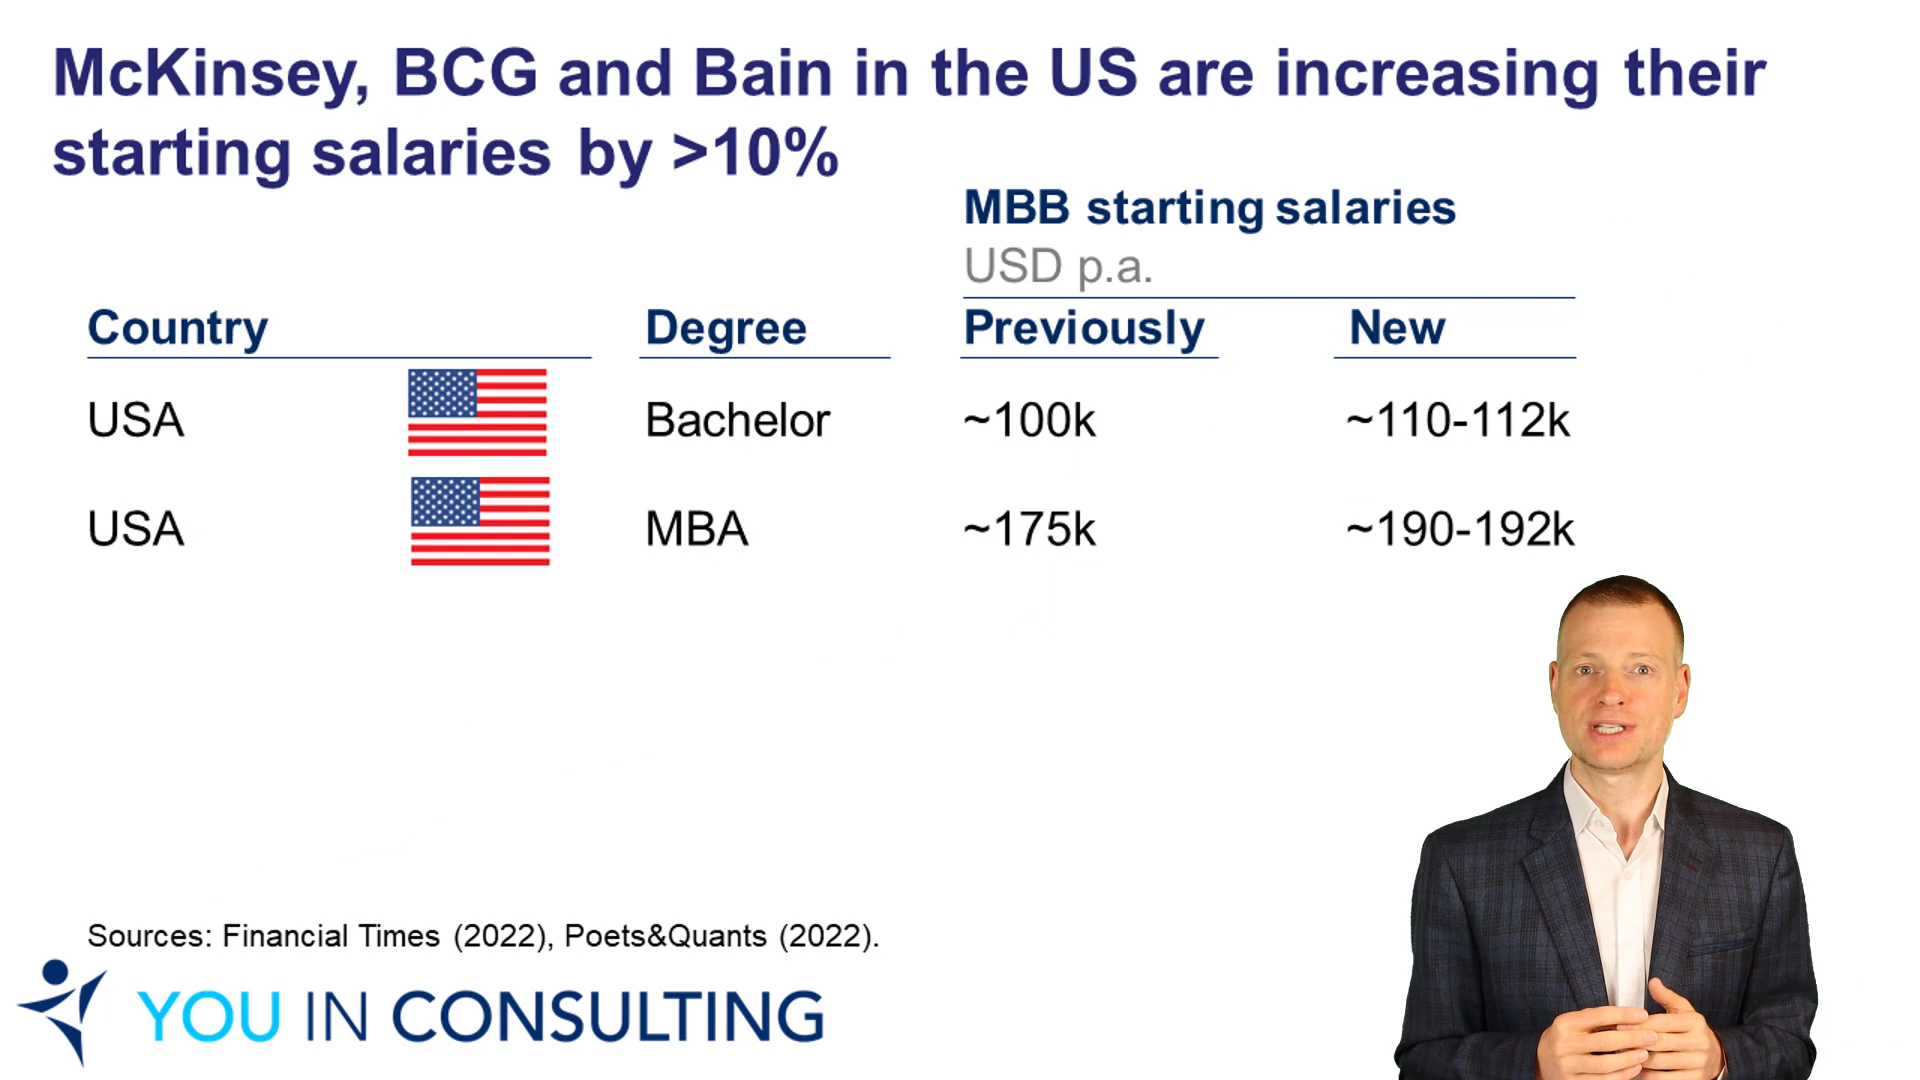 McKinsey, BCG and Bain in the US are increasing their
starting salaries by >10%
MBB starting salaries
USD p.a.
Country Degree Previously New
USA Bachelor ~100k ~110-112k
USA MBA ~175k ~190-192k
Sources: Financial Times (2022), Poets&Quants (2022).
YOU IN CONSULTING